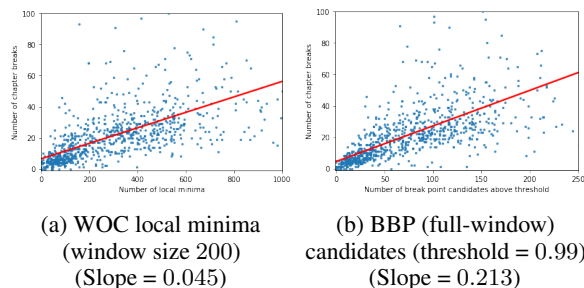 100
80
60
40
20
0
Number of chapter breaks
200
400
600
800
1000
Number of local minima
100
80
60
40
20
0
Number of chapter breaks
0
50
100
150
200
250
Number of break point candidates above threshold
(a) WOC local minima
(window size 200)
(Slope = 0.045)
(b) BBP (full-window)
candidates (threshold = 0.99)
(Slope = 0.213)